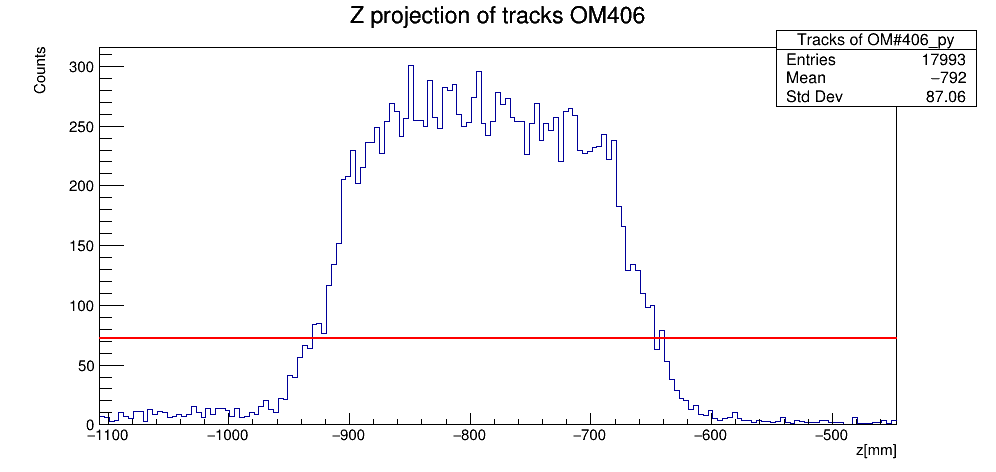 Z projection of tracks OM406
Tracks of OM#406_py
Entries 17993
Mean −792
Std Dev 87.06
Counts
300
250
200
150
100
50
0
−1100 −1000 −900 −800 −700 −600 −500
z[mm]